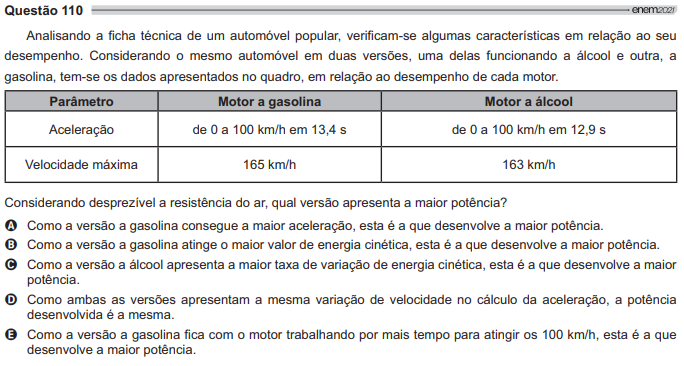 Questão 110
enem2021
Analisando a ficha técnica de um automóvel popular, verificam-se algumas características em relação ao seu
desempenho. Considerando o mesmo automóvel em duas versões, uma delas funcionando a álcool e outra, a
gasolina, tem-se os dados apresentados no quadro, em relação ao desempenho de cada motor.
Parâmetro Motor a gasolina Motor a álcool
Aceleração de 0 a 100 km/h em 13,4 s de 0 a 100 km/h em 12,9 s
Velocidade máxima 165 km/h 163 km/h
Considerando desprezível a resistência do ar, qual versão apresenta a maior potência?
A Como a versão a gasolina consegue a maior aceleração, esta é a que desenvolve a maior potência.
B Como a versão a gasolina atinge o maior valor de energia cinética, esta é a que desenvolve a maior potência.
C Como a versão a álcool apresenta a maior taxa de variação de energia cinética, esta é a que desenvolve a maior
potência.
D Como ambas as versões apresentam a mesma variação de velocidade no cálculo da aceleração, a potência
desenvolvida é a mesma.
E Como a versão a gasolina fica com o motor trabalhando por mais tempo para atingir os 100 km/h, esta é a que
desenvolve a maior potência.